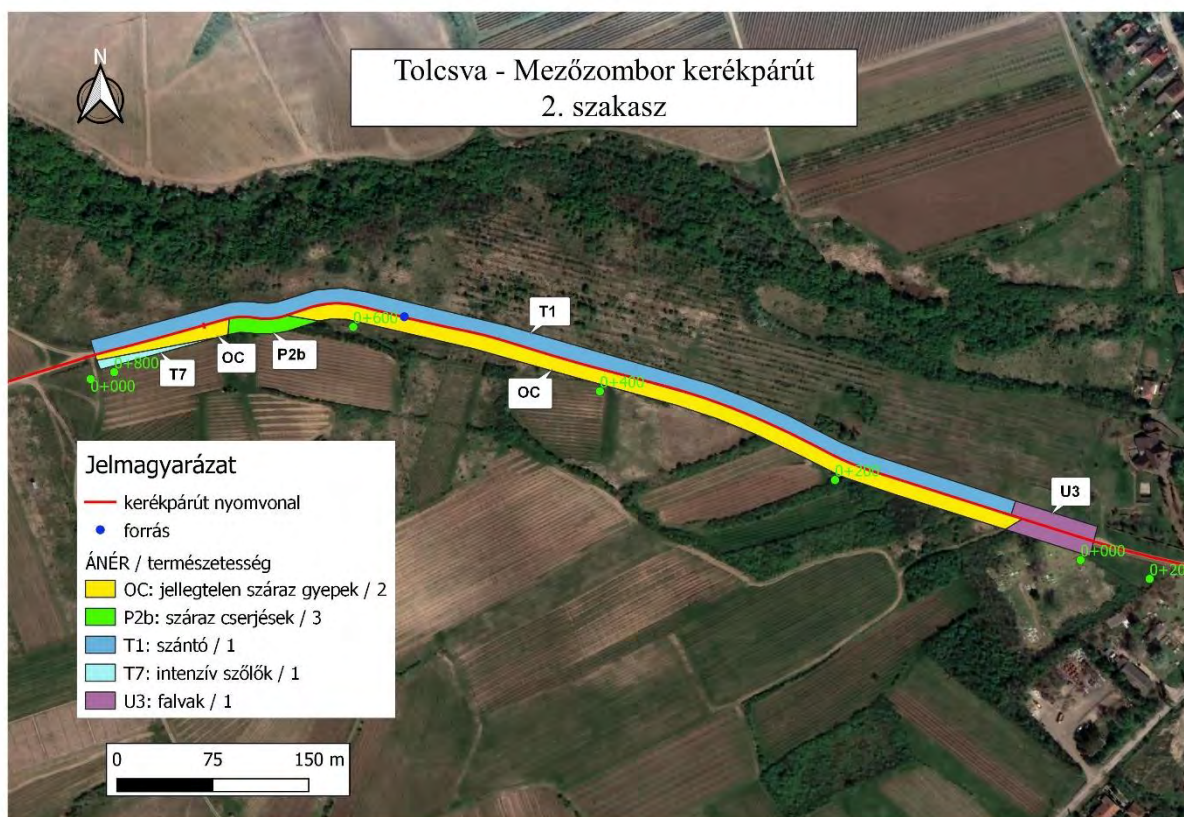 N
Tolcsva - Mezőzombor kerékpárút
2. szakasz
T1
0+600
OC
P2b
T7
0+800
0+000
OC
0+400
0+200
U3
0+000
0+20
Jelmagyarázat
kerékpárút nyomvonal
forrás
ÁNÉR / természetesség
OC: jellegtelen száraz gyepek / 2
P2b: száraz cserjések / 3
T1: szántó / 1
T7: intenzív szőlők / 1
U3: falvak / 1
0 75 150 m